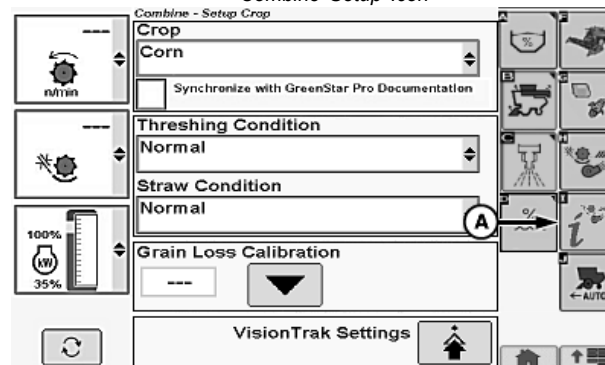 Combine - Setup Crop
Crop
Corn
Synchronize with GreenStar Pro Documentation
Threshing Condition
Normal
Straw Condition
Normal
Grain Loss Calibration
---
VisionTrak Settings
---
n/min
---
100%
kW
35%
A
%
A
B
C
D
%
E
G
H
I
i
J
←AUTO